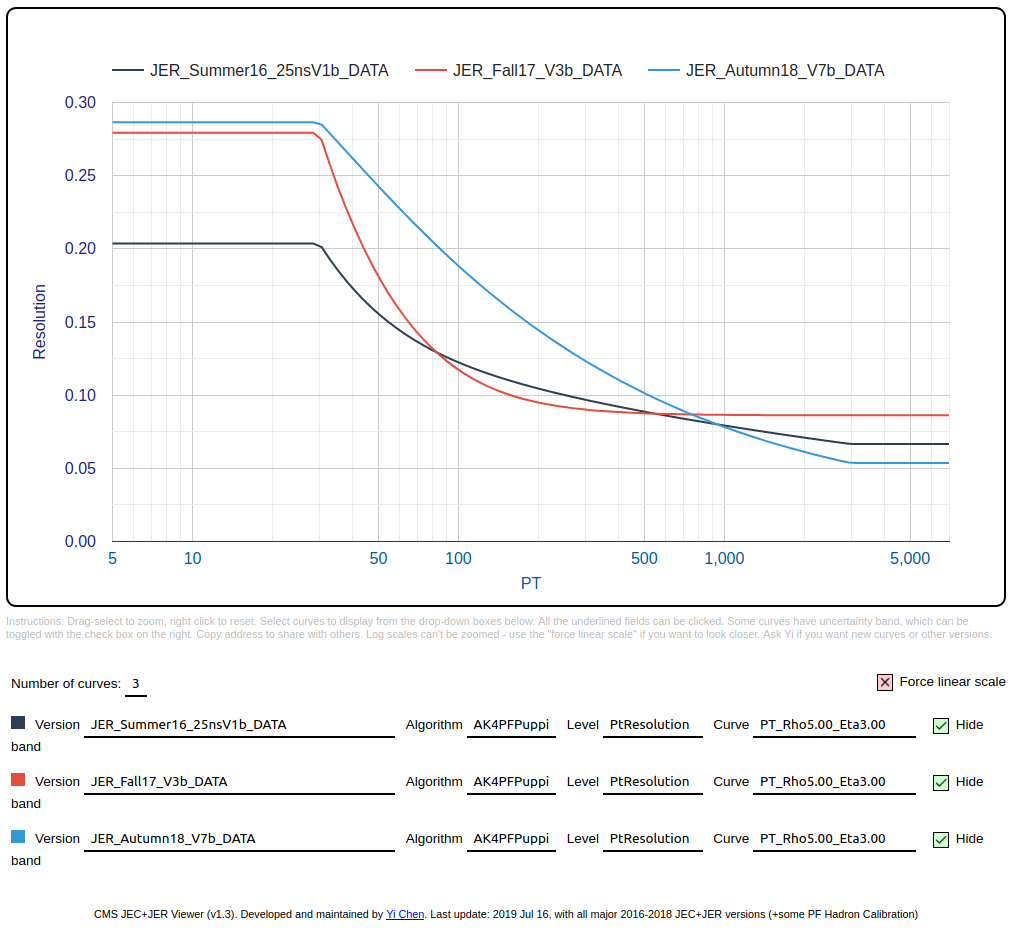 JER_Summer16_25nsV1b_DATA JER_Fall17_V3b_DATA JER_Autumn18_V7b_DATA
0.30
0.25
0.20
0.15
0.10
0.05
0.00
Resolution
5 10 50 100 500 1,000 5,000
PT
Instructions: Drag-select to zoom, right click to reset. Select curves to display from the drop-down boxes below. All the underlined fields can be clicked. Some curves have uncertainty band, which can be
toggled with the check box on the right. Copy address to share with others. Log scales can't be zoomed - use the "force linear scale" if you want to look closer. Ask Yi if you want new curves or other versions.
Number of curves: 3 Force linear scale
Version JER_Summer16_25nsV1b_DATA Algorithm AK4PFPuppi Level PtResolution Curve PT_Rho5.00_Eta3.00 Hide
band
Version JER_Fall17_V3b_DATA Algorithm AK4PFPuppi Level PtResolution Curve PT_Rho5.00_Eta3.00 Hide
band
Version JER_Autumn18_V7b_DATA Algorithm AK4PFPuppi Level PtResolution Curve PT_Rho5.00_Eta3.00 Hide
band
CMS JEC+JER Viewer (v1.3). Developed and maintained by Yi Chen. Last update: 2019 Jul 16, with all major 2016-2018 JEC+JER versions (+some PF Hadron Calibration)